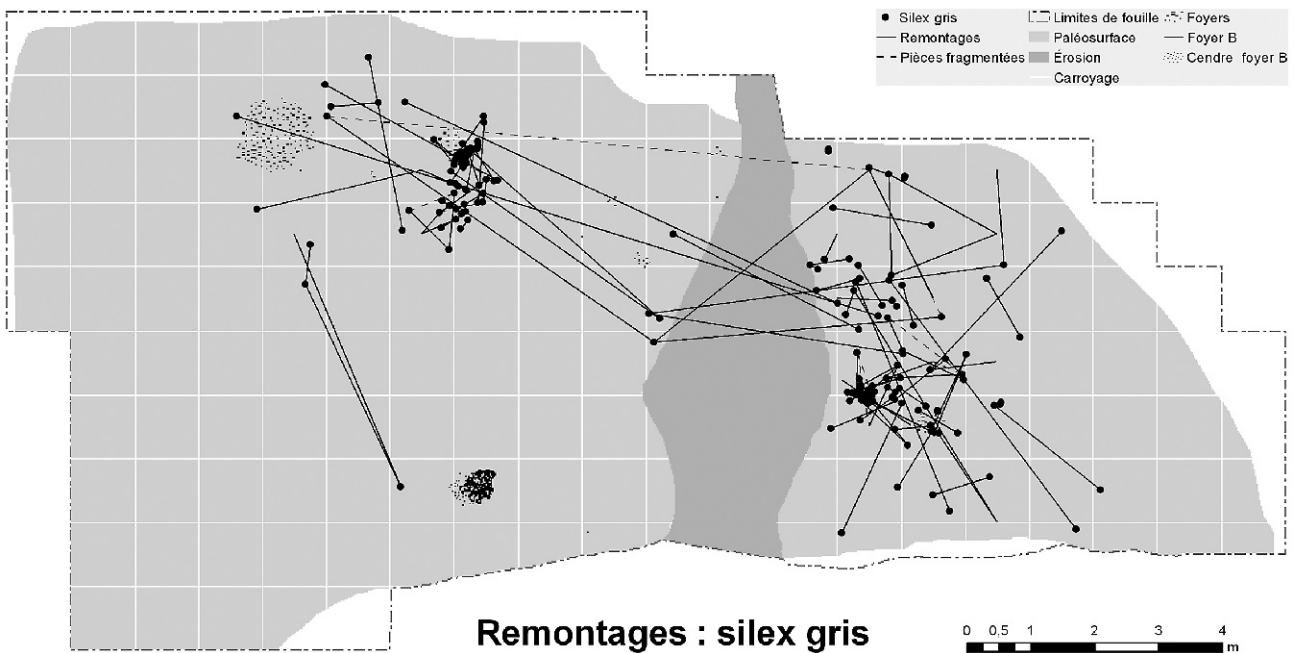 Silex gris
Limites de fouille
Foyers
Remontages
Paléosurface
Foyer B
Pièces fragmentées
Érosion
Cendre foyer B
Carroyage
Remontages : silex gris
0 0,5 1 2 3 4
m